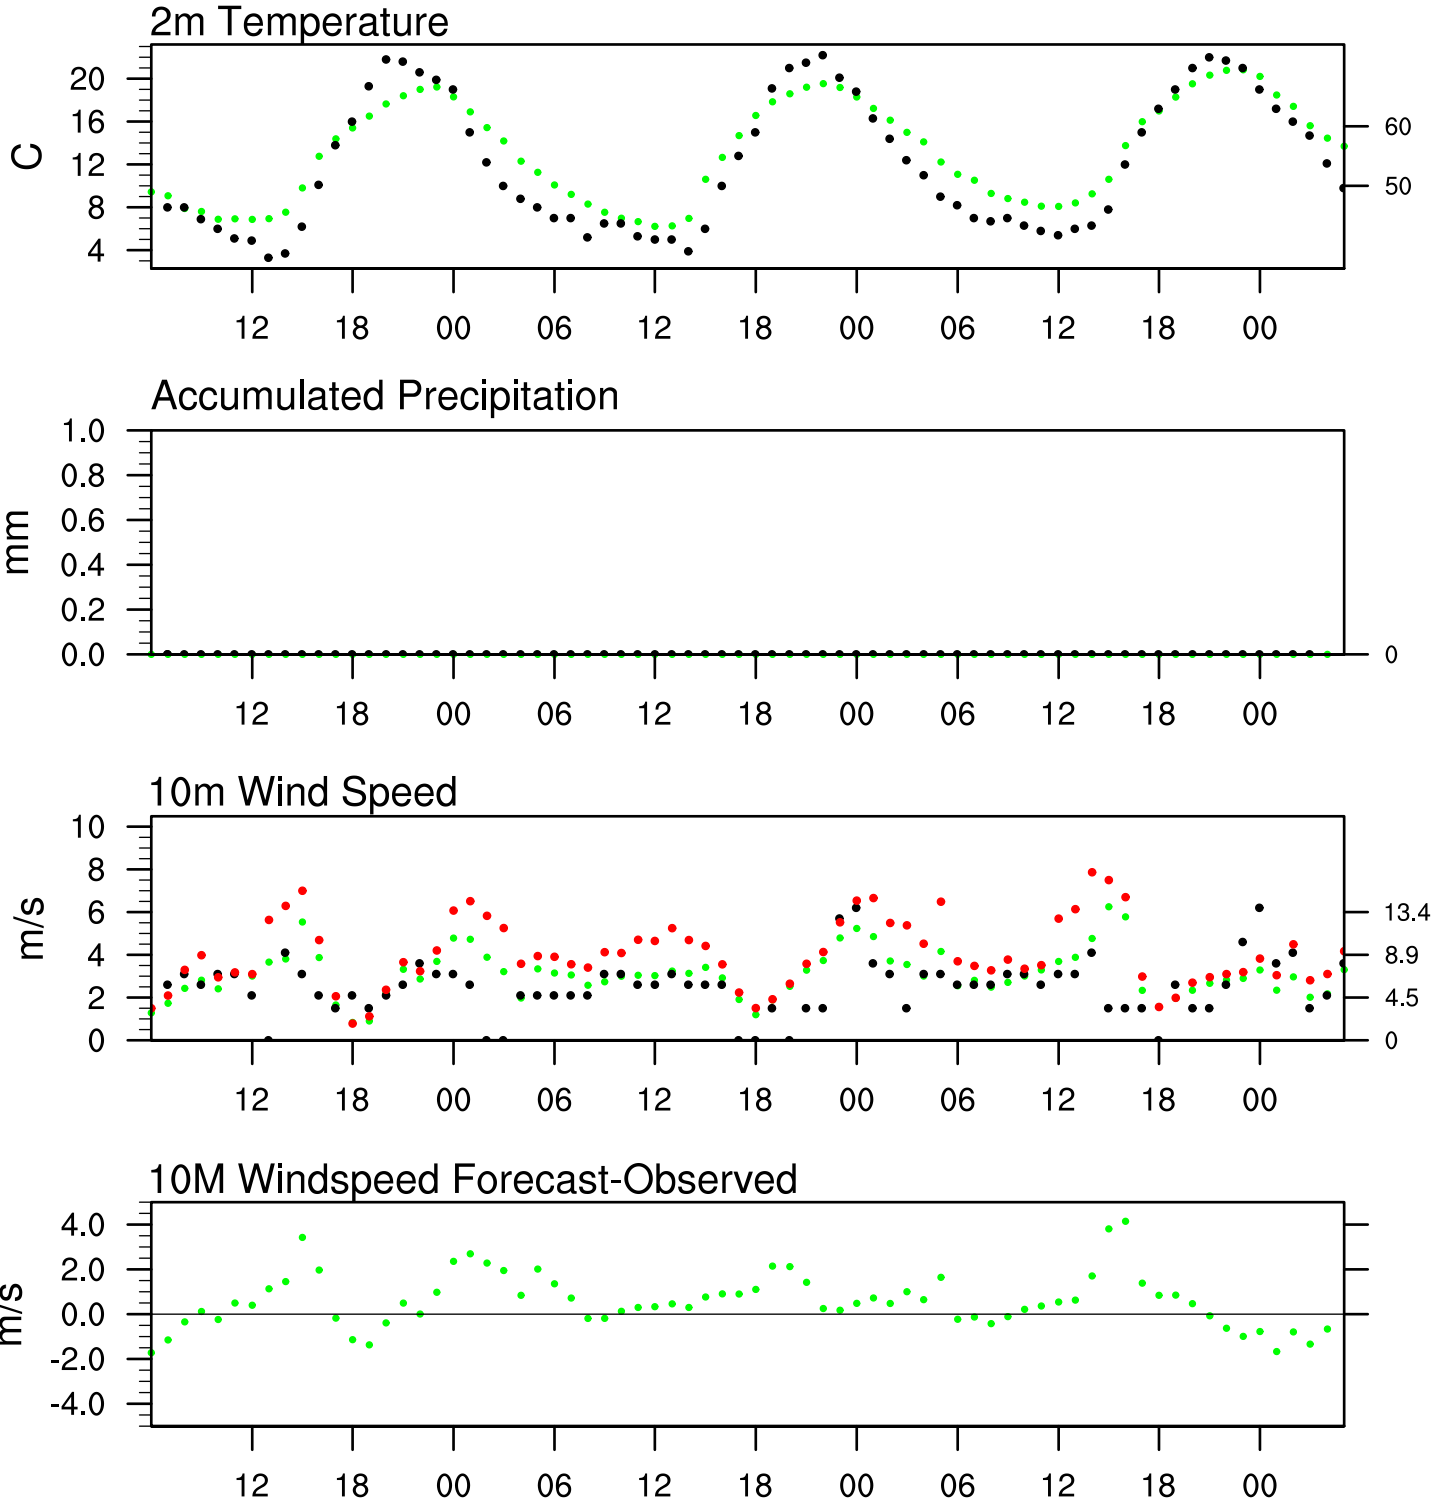 2m Temperature
20
16
60
C
12
50
8
4
12 18 00 06 12 18 00 06 12 18 00
Accumulated Precipitation
1.0
0.8
0.6
mm
0.4
0.2
0.0
0
12 18 00 06 12 18 00 06 12 18 00
10m Wind Speed
10
8
6
13.4
m/s
4
8.9
2
4.5
0
0
12 18 00 06 12 18 00 06 12 18 00
10M Windspeed Forecast-Observed
4.0
2.0
m/s
0.0
-2.0
-4.0
12 18 00 06 12 18 00 06 12 18 00